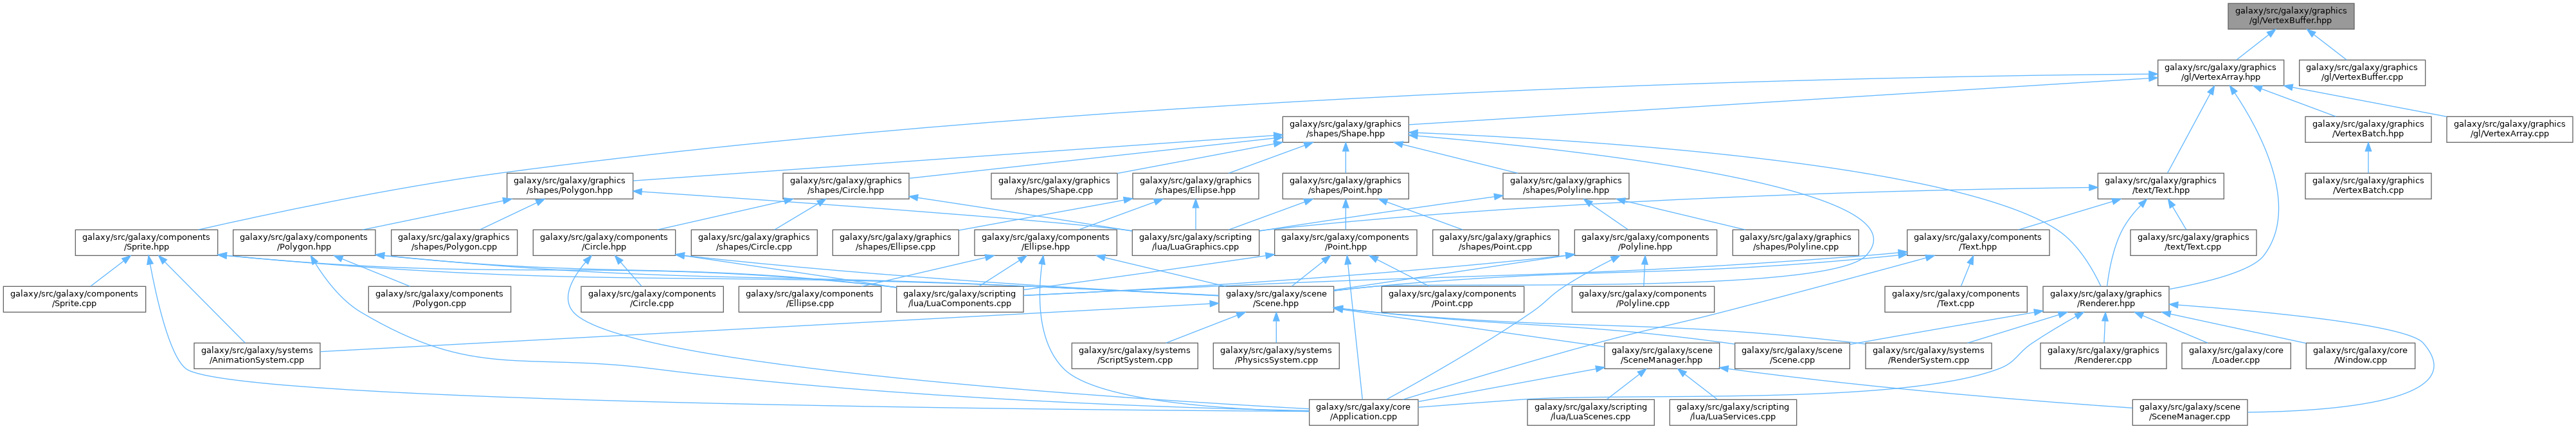 galaxy/src/galaxy/graphics
/gl/VertexBuffer.hpp
galaxy/src/galaxy/graphics
/gl/VertexArray.hpp
galaxy/src/galaxy/graphics
/gl/VertexBuffer.cpp
galaxy/src/galaxy/graphics
/shapes/Shape.hpp
galaxy/src/galaxy/graphics
/VertexBatch.hpp
galaxy/src/galaxy/graphics
/gl/VertexArray.cpp
galaxy/src/galaxy/graphics
/shapes/Polygon.hpp
galaxy/src/galaxy/graphics
/shapes/Circle.hpp
galaxy/src/galaxy/graphics
/shapes/Shape.cpp
galaxy/src/galaxy/graphics
/shapes/Ellipse.hpp
galaxy/src/galaxy/graphics
/shapes/Point.hpp
galaxy/src/galaxy/graphics
/shapes/Polyline.hpp
galaxy/src/galaxy/graphics
/text/Text.hpp
galaxy/src/galaxy/graphics
/VertexBatch.cpp
galaxy/src/galaxy/components
/Sprite.hpp
galaxy/src/galaxy/components
/Polygon.hpp
galaxy/src/galaxy/graphics
/shapes/Polygon.cpp
galaxy/src/galaxy/components
/Circle.hpp
galaxy/src/galaxy/graphics
/shapes/Circle.cpp
galaxy/src/galaxy/graphics
/shapes/Ellipse.cpp
galaxy/src/galaxy/components
/Ellipse.hpp
galaxy/src/galaxy/scripting
/lua/LuaGraphics.cpp
galaxy/src/galaxy/components
/Point.hpp
galaxy/src/galaxy/graphics
/shapes/Point.cpp
galaxy/src/galaxy/components
/Polyline.hpp
galaxy/src/galaxy/graphics
/shapes/Polyline.cpp
galaxy/src/galaxy/components
/Text.hpp
galaxy/src/galaxy/graphics
/text/Text.cpp
galaxy/src/galaxy/components
/Sprite.cpp
galaxy/src/galaxy/components
/Polygon.cpp
galaxy/src/galaxy/components
/Circle.cpp
galaxy/src/galaxy/components
/Ellipse.cpp
galaxy/src/galaxy/scripting
/lua/LuaComponents.cpp
galaxy/src/galaxy/scene
/Scene.hpp
galaxy/src/galaxy/components
/Point.cpp
galaxy/src/galaxy/components
/Polyline.cpp
galaxy/src/galaxy/components
/Text.cpp
galaxy/src/galaxy/graphics
/Renderer.hpp
galaxy/src/galaxy/systems
/AnimationSystem.cpp
galaxy/src/galaxy/systems
/ScriptSystem.cpp
galaxy/src/galaxy/systems
/PhysicsSystem.cpp
galaxy/src/galaxy/scene
/SceneManager.hpp
galaxy/src/galaxy/scene
/Scene.cpp
galaxy/src/galaxy/systems
/RenderSystem.cpp
galaxy/src/galaxy/graphics
/Renderer.cpp
galaxy/src/galaxy/core
/Loader.cpp
galaxy/src/galaxy/core
/Window.cpp
galaxy/src/galaxy/core
/Application.cpp
galaxy/src/galaxy/scripting
/lua/LuaScenes.cpp
galaxy/src/galaxy/scripting
/lua/LuaServices.cpp
galaxy/src/galaxy/scene
/SceneManager.cpp